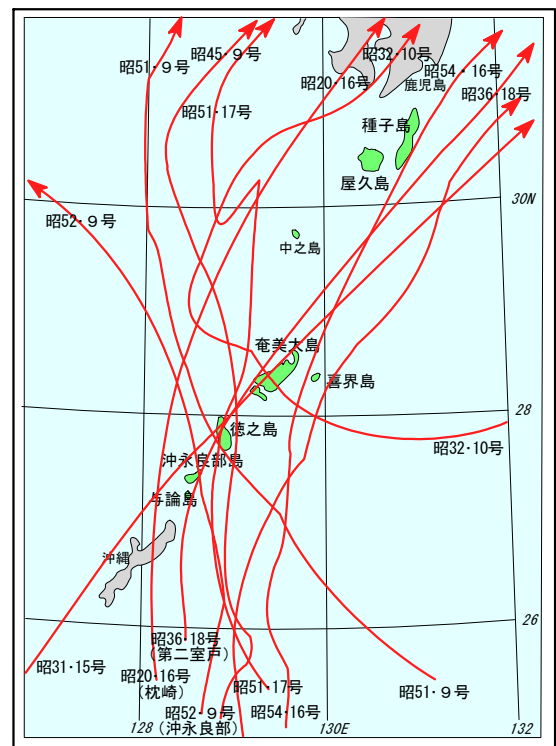 昭51・9号
昭45・9号
昭32・10号
昭20・16号
昭54・16号
鹿児島
昭36・18号
昭51・17号
種子島
屋久島
30N
昭52・9号
中之島
奄美大島
喜界島
28
徳之島
昭32・10号
沖永良部島
与論島
沖縄
26
昭36・18号
(第二室戸)
昭31・15号
昭20・16号
(枕崎)
昭51・17号
昭51・9号
昭52・9号
(沖永良部)
昭54・16号
128
130E
132